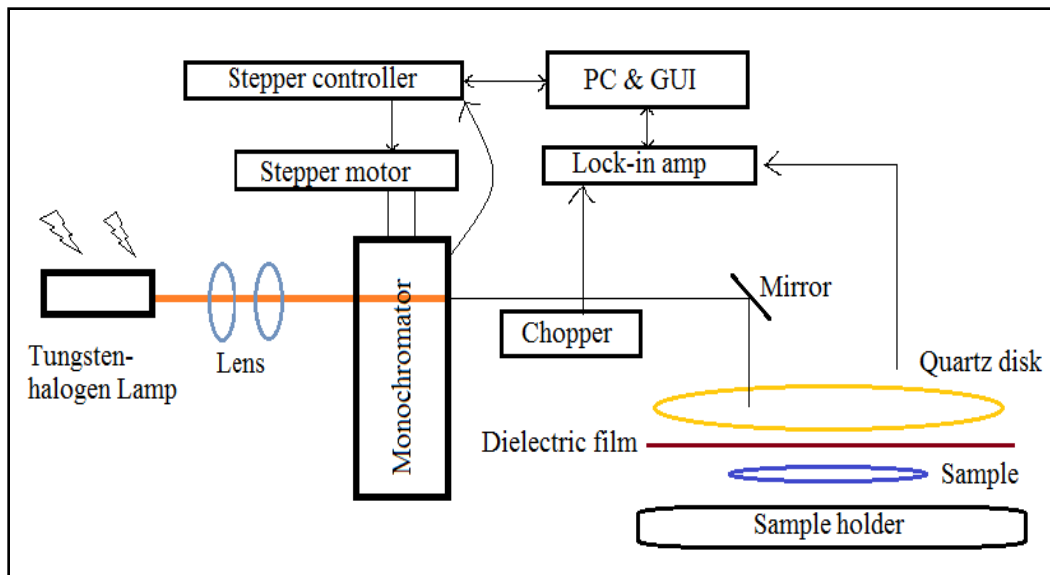 Stepper controller
PC & GUI
Stepper motor
Lock-in amp
Monochromator
Mirror
Chopper
Tungsten-
halogen Lamp
Lens
Quartz disk
Dielectric film
Sample
Sample holder